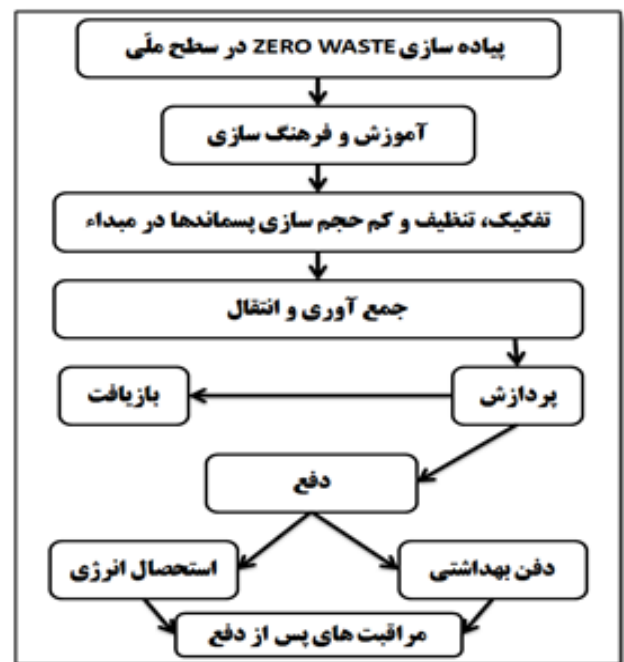 پیاده سازی ZERO WASTE در سطح ملّی
آموزش و فرهنگ سازی
تفکیک، تنظیف و کم حجم سازی پسماندها در مبداء
جمع آوری و انتقال
پردازش
بازیافت
دفع
دفن بهداشتی
استحصال انرژی
مراقبت های پس از دفع